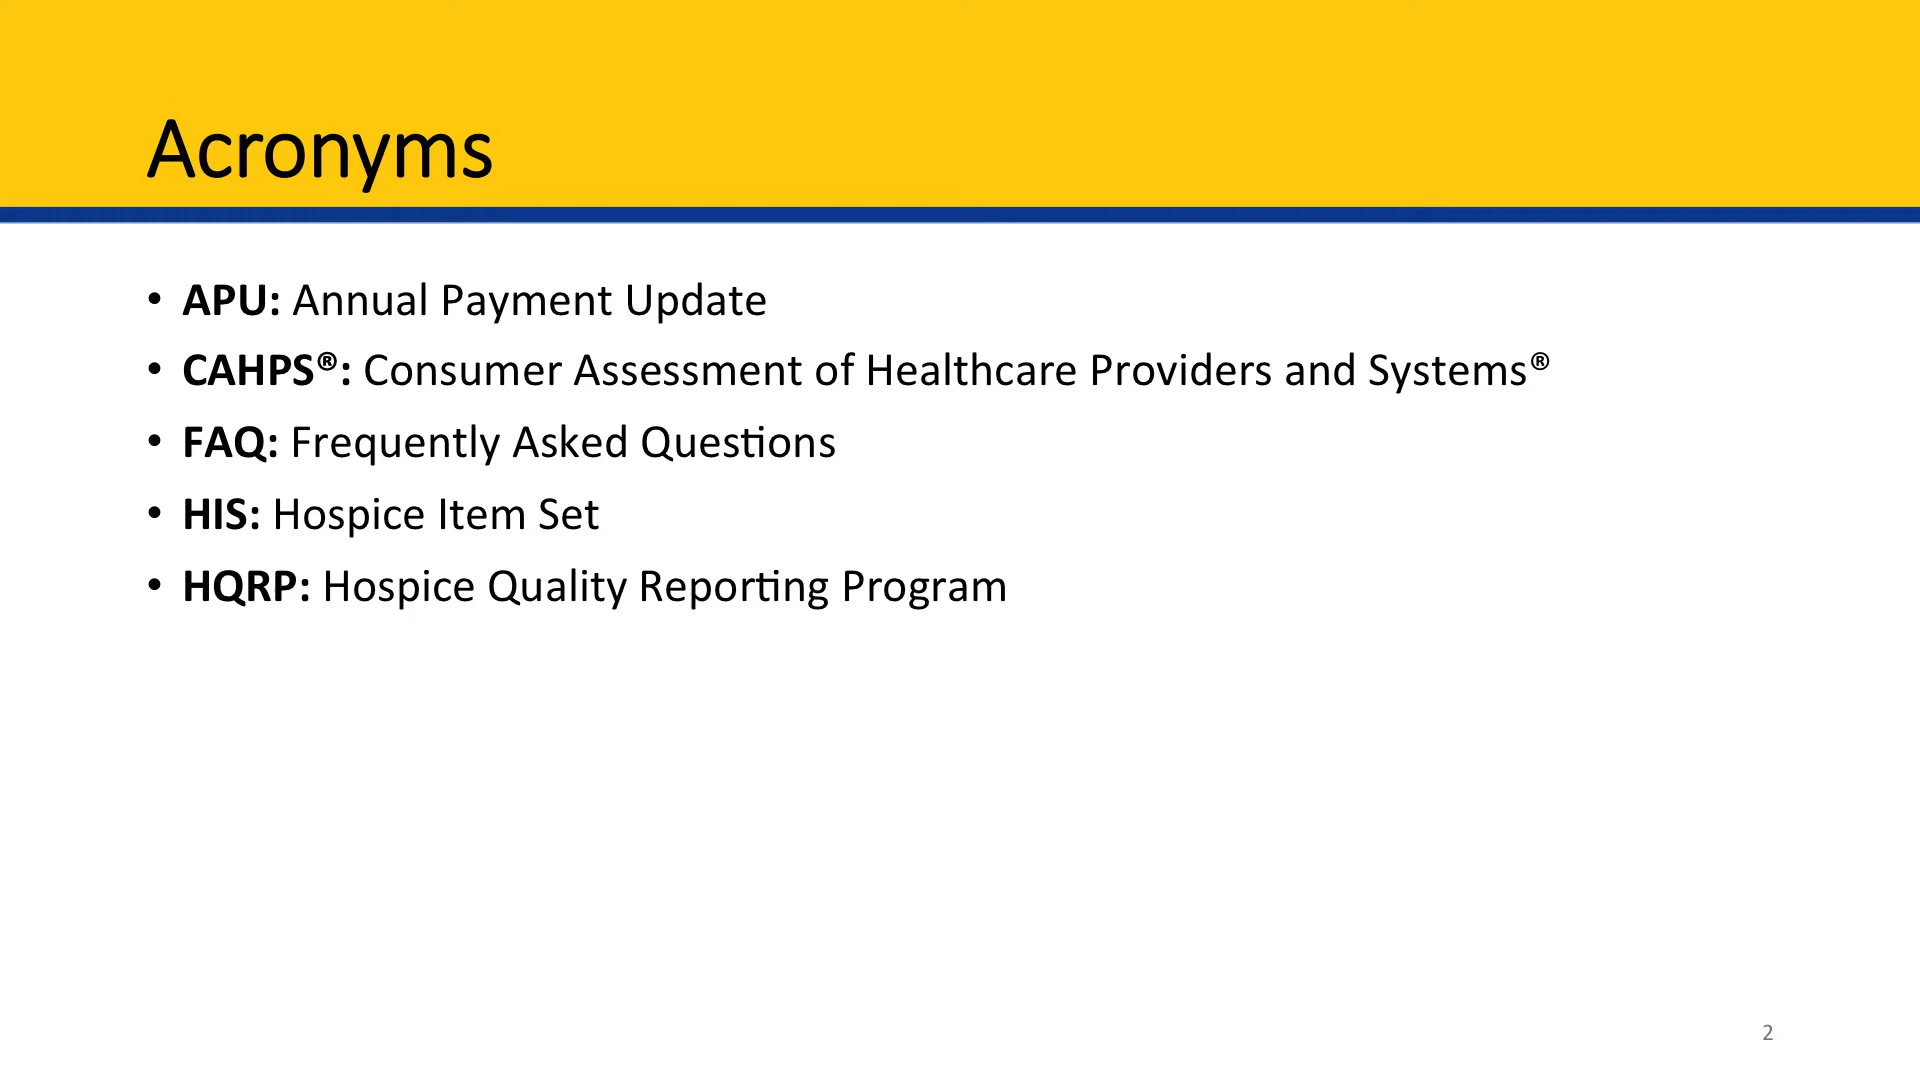 Acronyms
• APU: Annual Payment Update
• CAHPS®: Consumer Assessment of Healthcare Providers and Systems®
• FAQ: Frequently Asked Questions
• HIS: Hospice Item Set
• HQRP: Hospice Quality Reporting Program
2